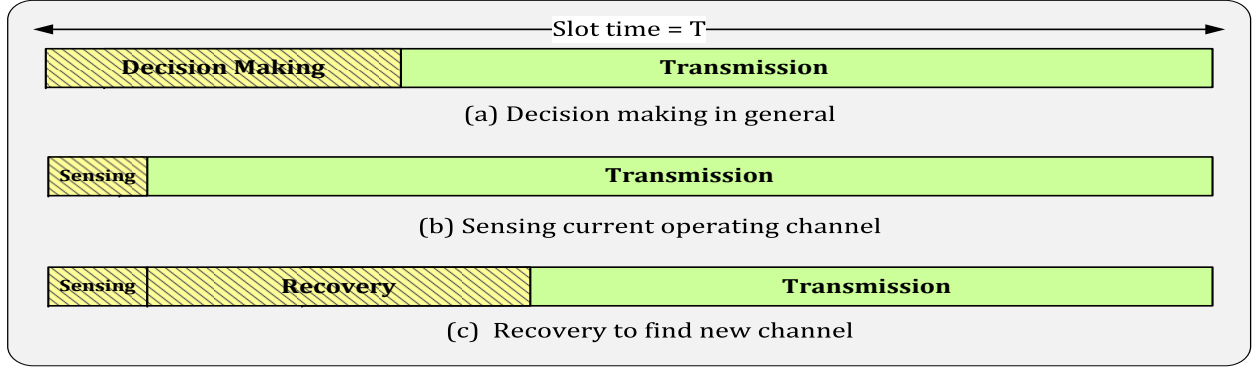 Slot time = T
Decision Making Transmission
(a) Decision making in general
Sensing Transmission
(b) Sensing current operating channel
Sensing Recovery Transmission
(c) Recovery to find new channel